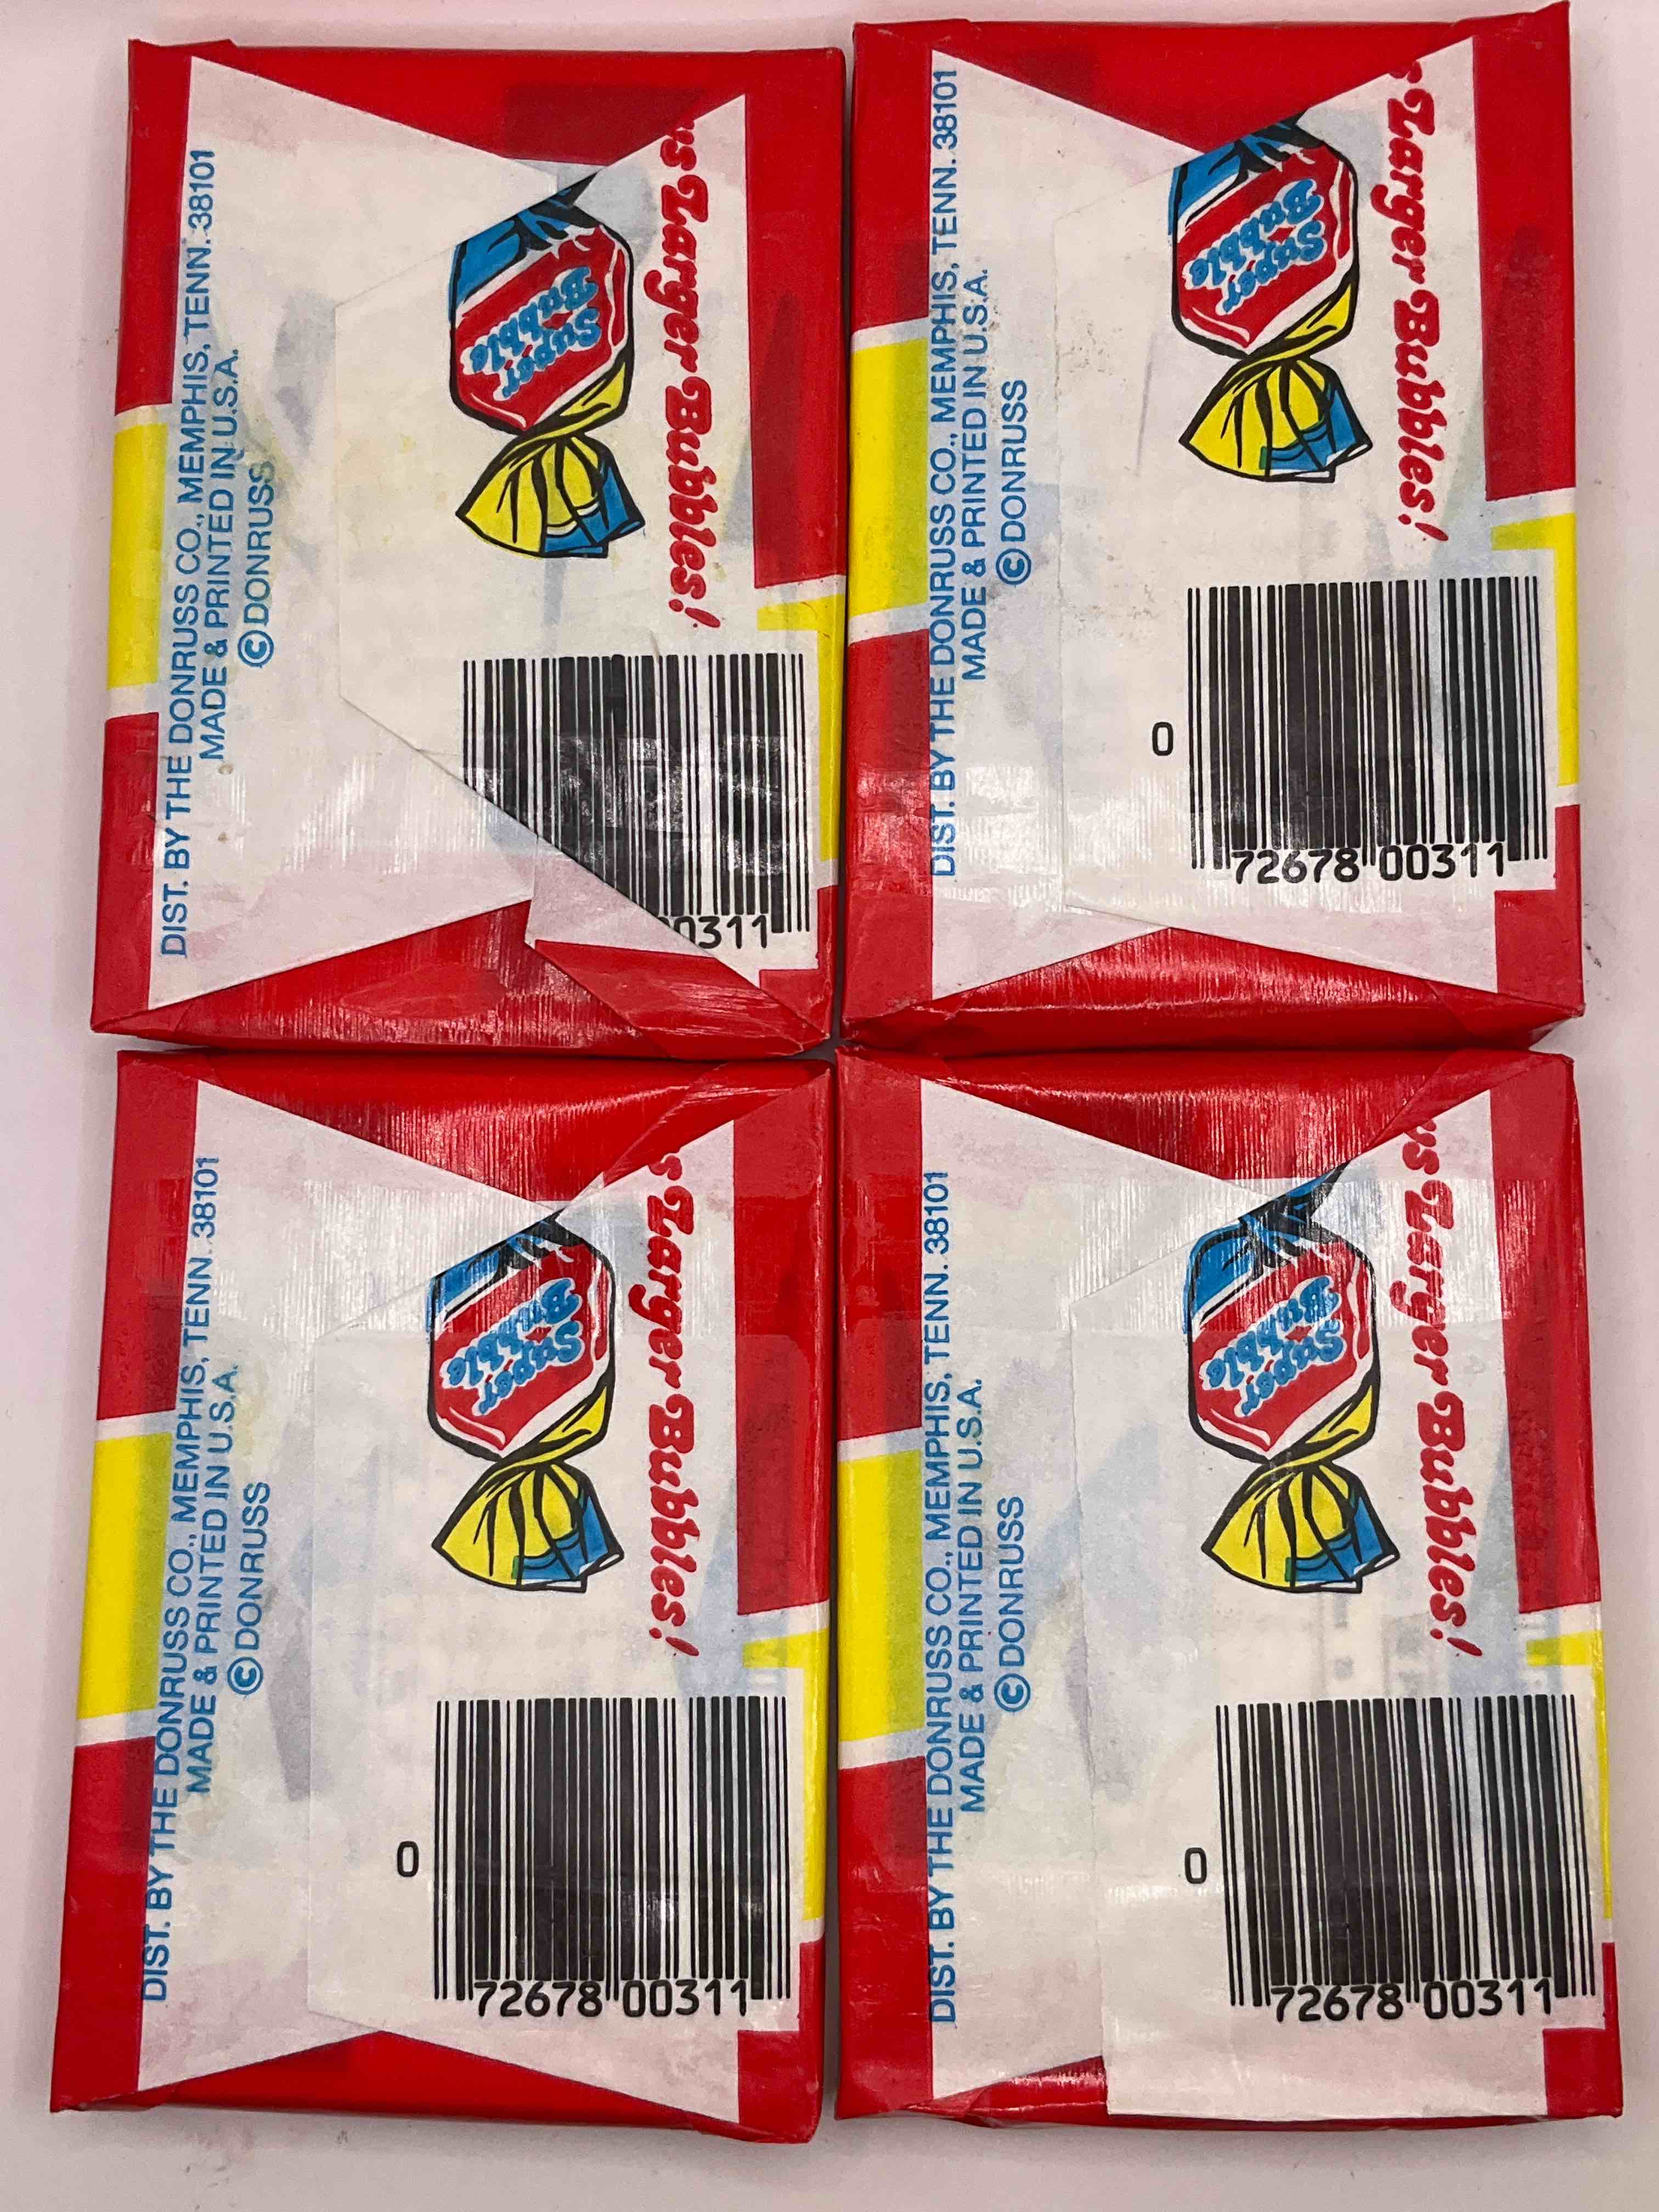 DIST. BY THE DONRUSS CO., MEMPHIS, TENN. 38101
MADE & PRINTED IN U.S.A.
© DONRUSS
Super
Bubble
's Larger Bubbles!
0311
DIST. BY THE DONRUSS CO., MEMPHIS, TENN. 38101
MADE & PRINTED IN U.S.A.
© DONRUSS
Super
Bubble
s Larger Bubbles!
0
72678 00311
DIST. BY THE DONRUSS CO., MEMPHIS, TENN. 38101
MADE & PRINTED IN U.S.A.
© DONRUSS
Super
Bubble
s Larger Bubbles!
0
72678 00311
DIST. BY THE DONRUSS CO., MEMPHIS, TENN. 38101
MADE & PRINTED IN U.S.A.
© DONRUSS
Super
Bubble
's Larger Bubbles!
0
72678 00311